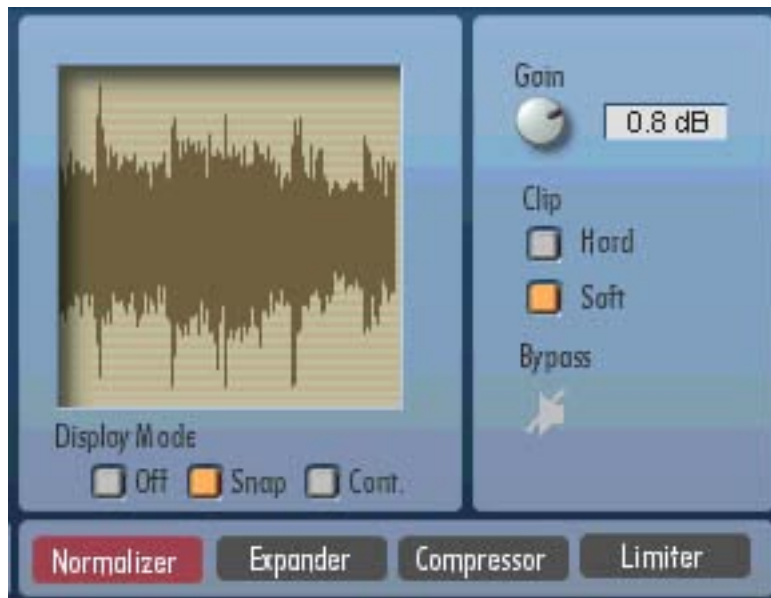 Gain
0.8 dB
Clip
Hard
Soft
Bypass
Display Mode
Off Snap Cont.
Normalizer Expander Compressor Limiter